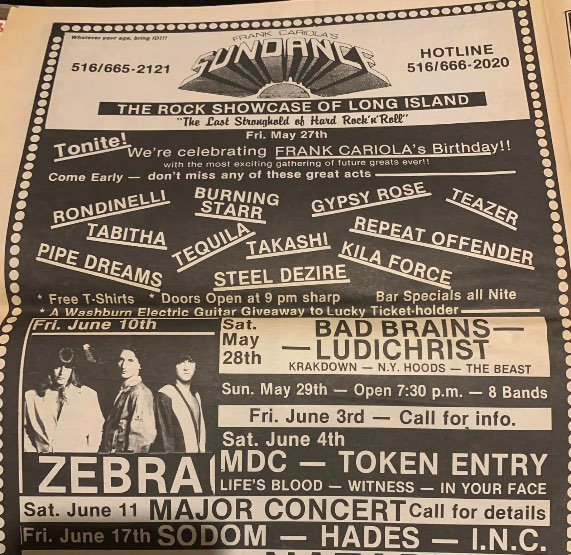 Whatever your age, bring ID!!!
FRANK CARIOLA'S
SUNDANCE
516/665-2121
HOTLINE
516/666-2020
THE ROCK SHOWCASE OF LONG ISLAND
"The Last Stronghold of Hard Rock 'n' Roll"
Fri. May 27th
Tonite! We're celebrating FRANK CARIOLA's Birthday!!
with the most exciting gathering of future greats ever!!
Come Early — don't miss any of these great acts
RONDINELLI
BURNING
STARR
GYPSY ROSE
TEAZER
TABITHA
TEQUILA
TAKASHI
REPEAT OFFENDER
PIPE DREAMS
STEEL DEZIRE
KILA FORCE
* Free T-Shirts * Doors Open at 9 pm sharp Bar Specials all Nite
* A Washburn Electric Guitar Giveaway to Lucky Ticket-holder
Fri. June 10th
ZEBRA
Sat.
May
28th
BAD BRAINS —
— LUDICHRIST
KRAKDOWN — N.Y. HOODS — THE BEAST
Sun. May 29th — Open 7:30 p.m. — 8 Bands
Fri. June 3rd — Call for info.
Sat. June 4th
MDC — TOKEN ENTRY
LIFE'S BLOOD — WITNESS — IN YOUR FACE
Sat. June 11 MAJOR CONCERT Call for details
Fri. June 17th SODOM — HADES — I.N.C.